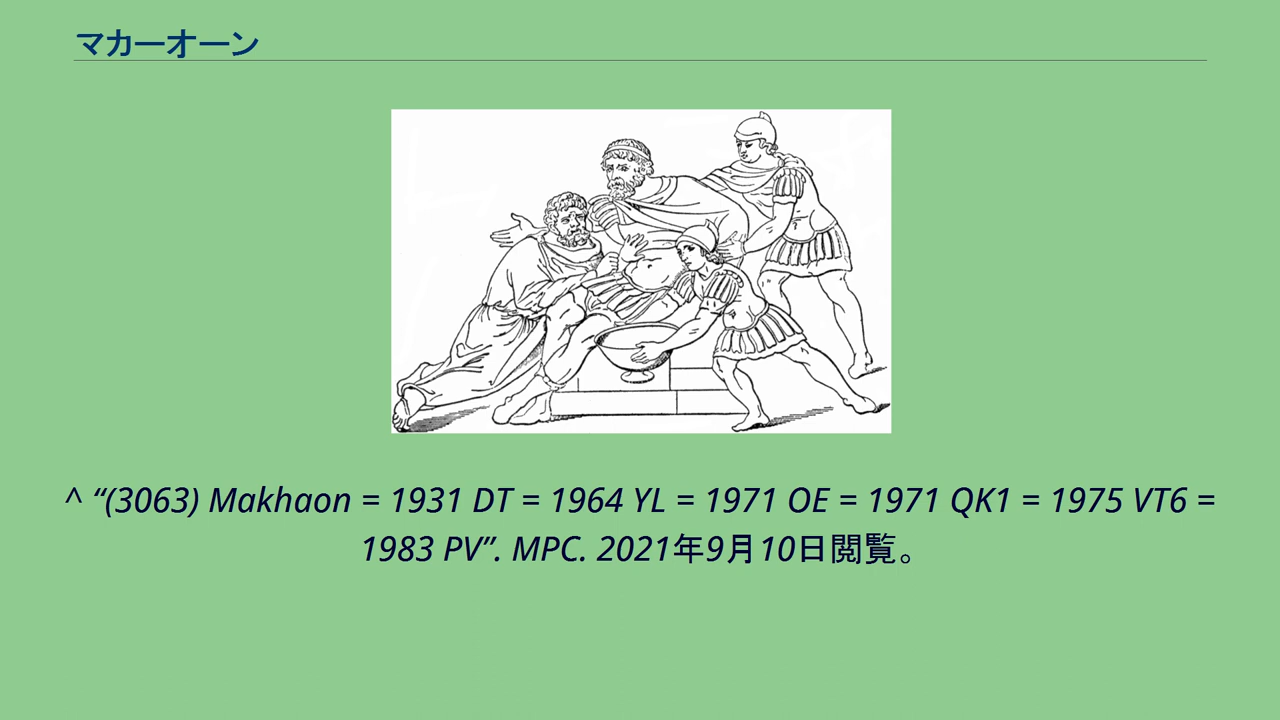 マカーオーン
^ “(3063) Makhaon = 1931 DT = 1964 YL = 1971 OE = 1971 QK1 = 1975 VT6 =
1983 PV”. MPC. 2021年9月10日閲覧。